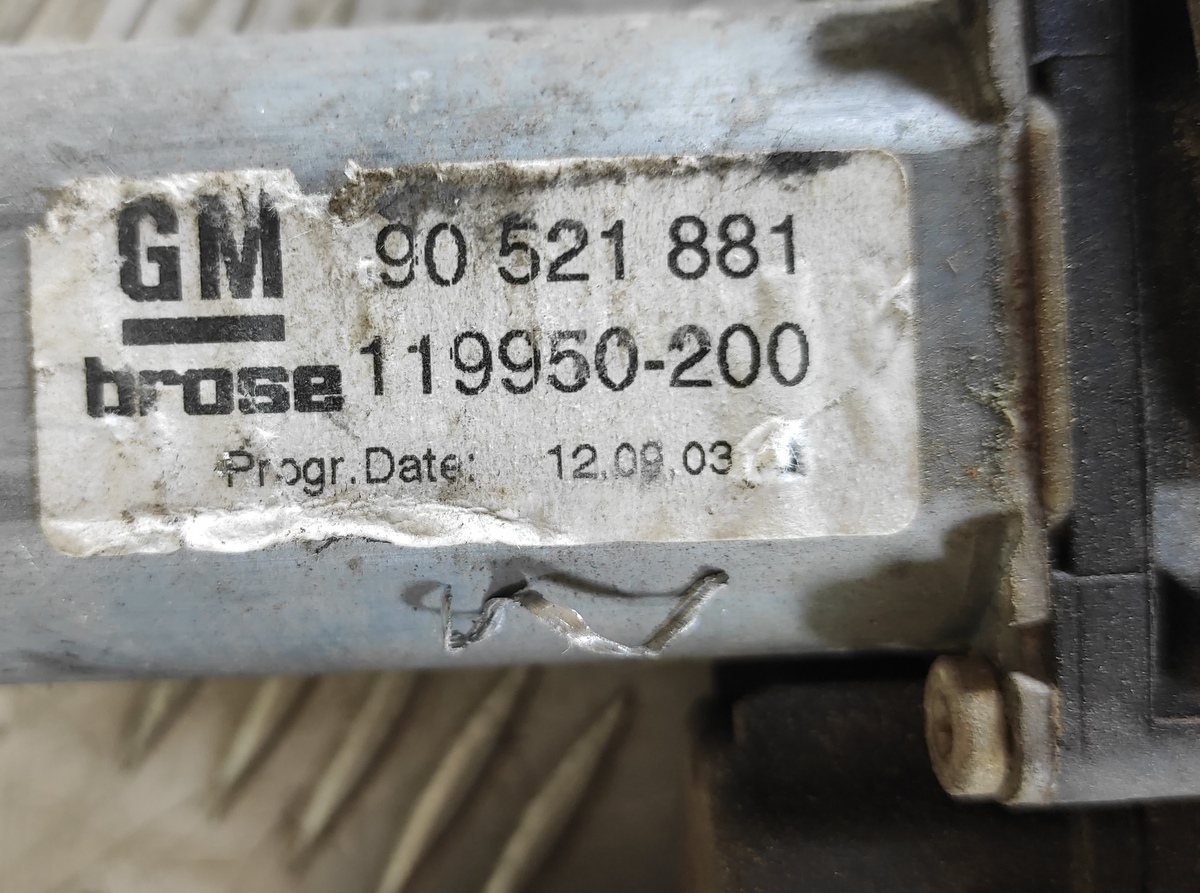 GM 90 521 881
brose 119950-200
Progr.Date: 12.09.03